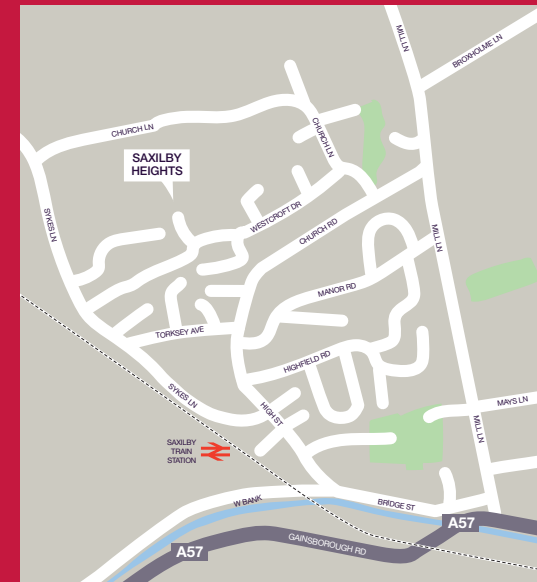 MILL LN
BROXHOLME LN
CHURCH LN
CHURCH LN
SAXILBY
HEIGHTS
SYKES LN
WESTCROFT DR
CHURCH RD
MILL LN
MANOR RD
TORKSEY AVE
HIGHFIELD RD
SYKES LN
HIGH ST
MAYS LN
MILL LN
SAXILBY
TRAIN
STATION
W BANK
BRIDGE ST
A57
GAINSBOROUGH RD
A57